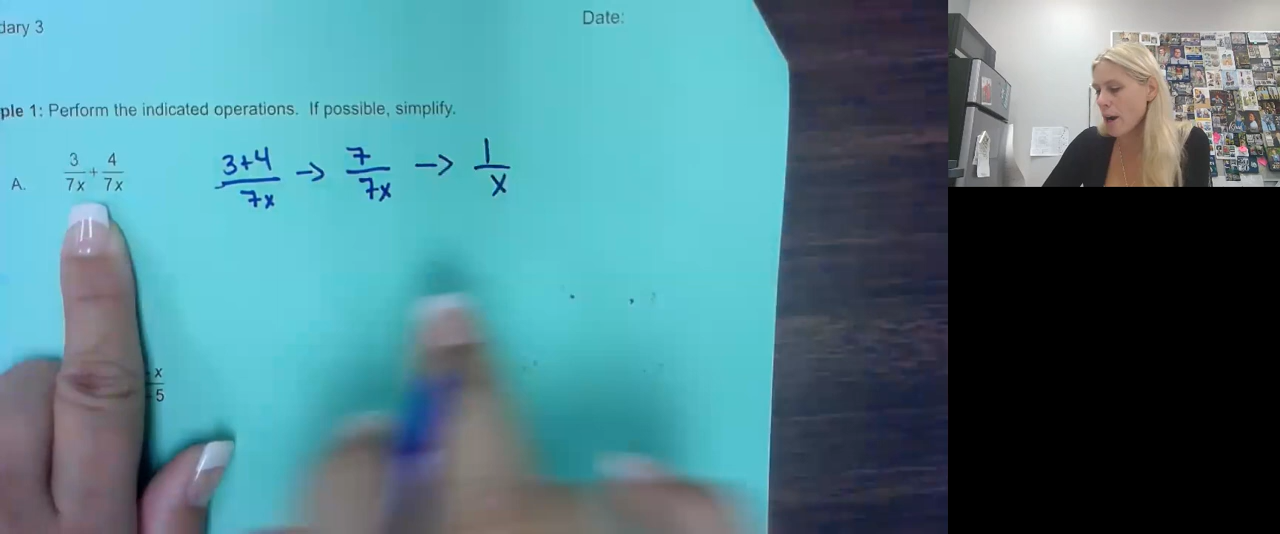 dary 3
Date:
ple 1: Perform the indicated operations. If possible, simplify.
A. 3/7x + 4/7x 3+4/7x → 7/7x → 1/x
x/5